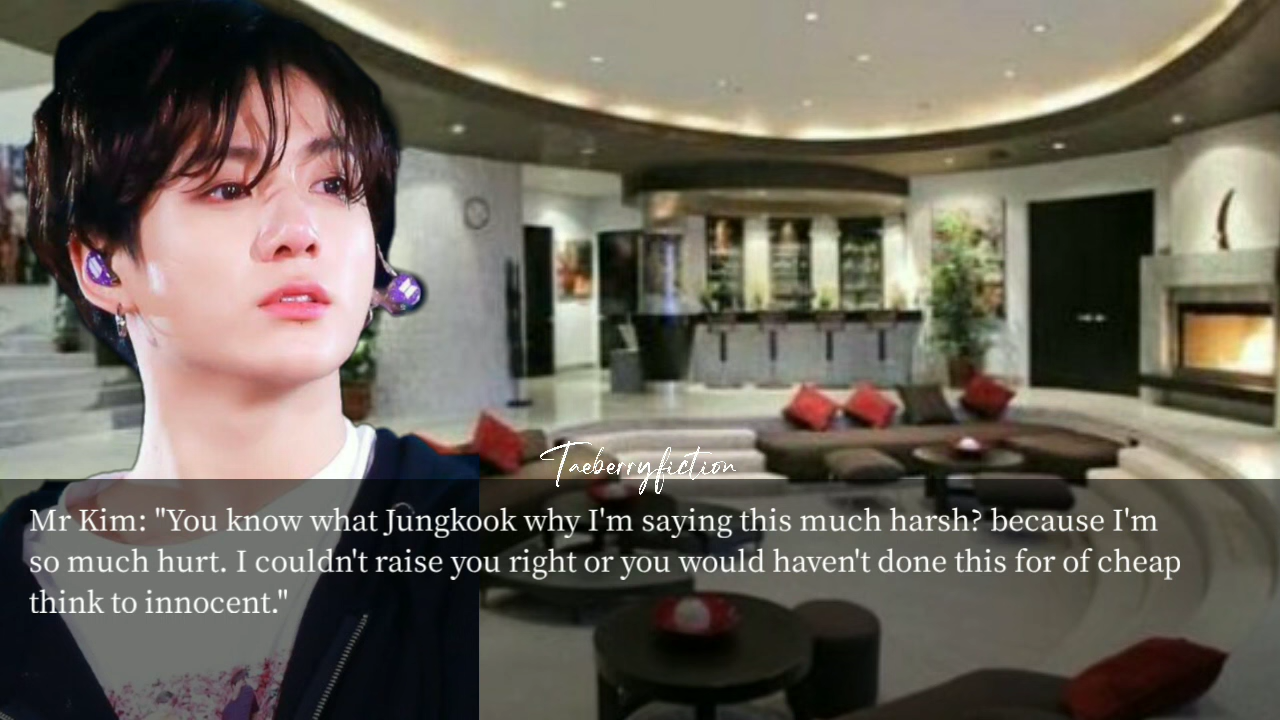 Taeberryfiction
Mr Kim: "You know what Jungkook why I'm saying this much harsh? because I'm
so much hurt. I couldn't raise you right or you would haven't done this for of cheap
think to innocent."